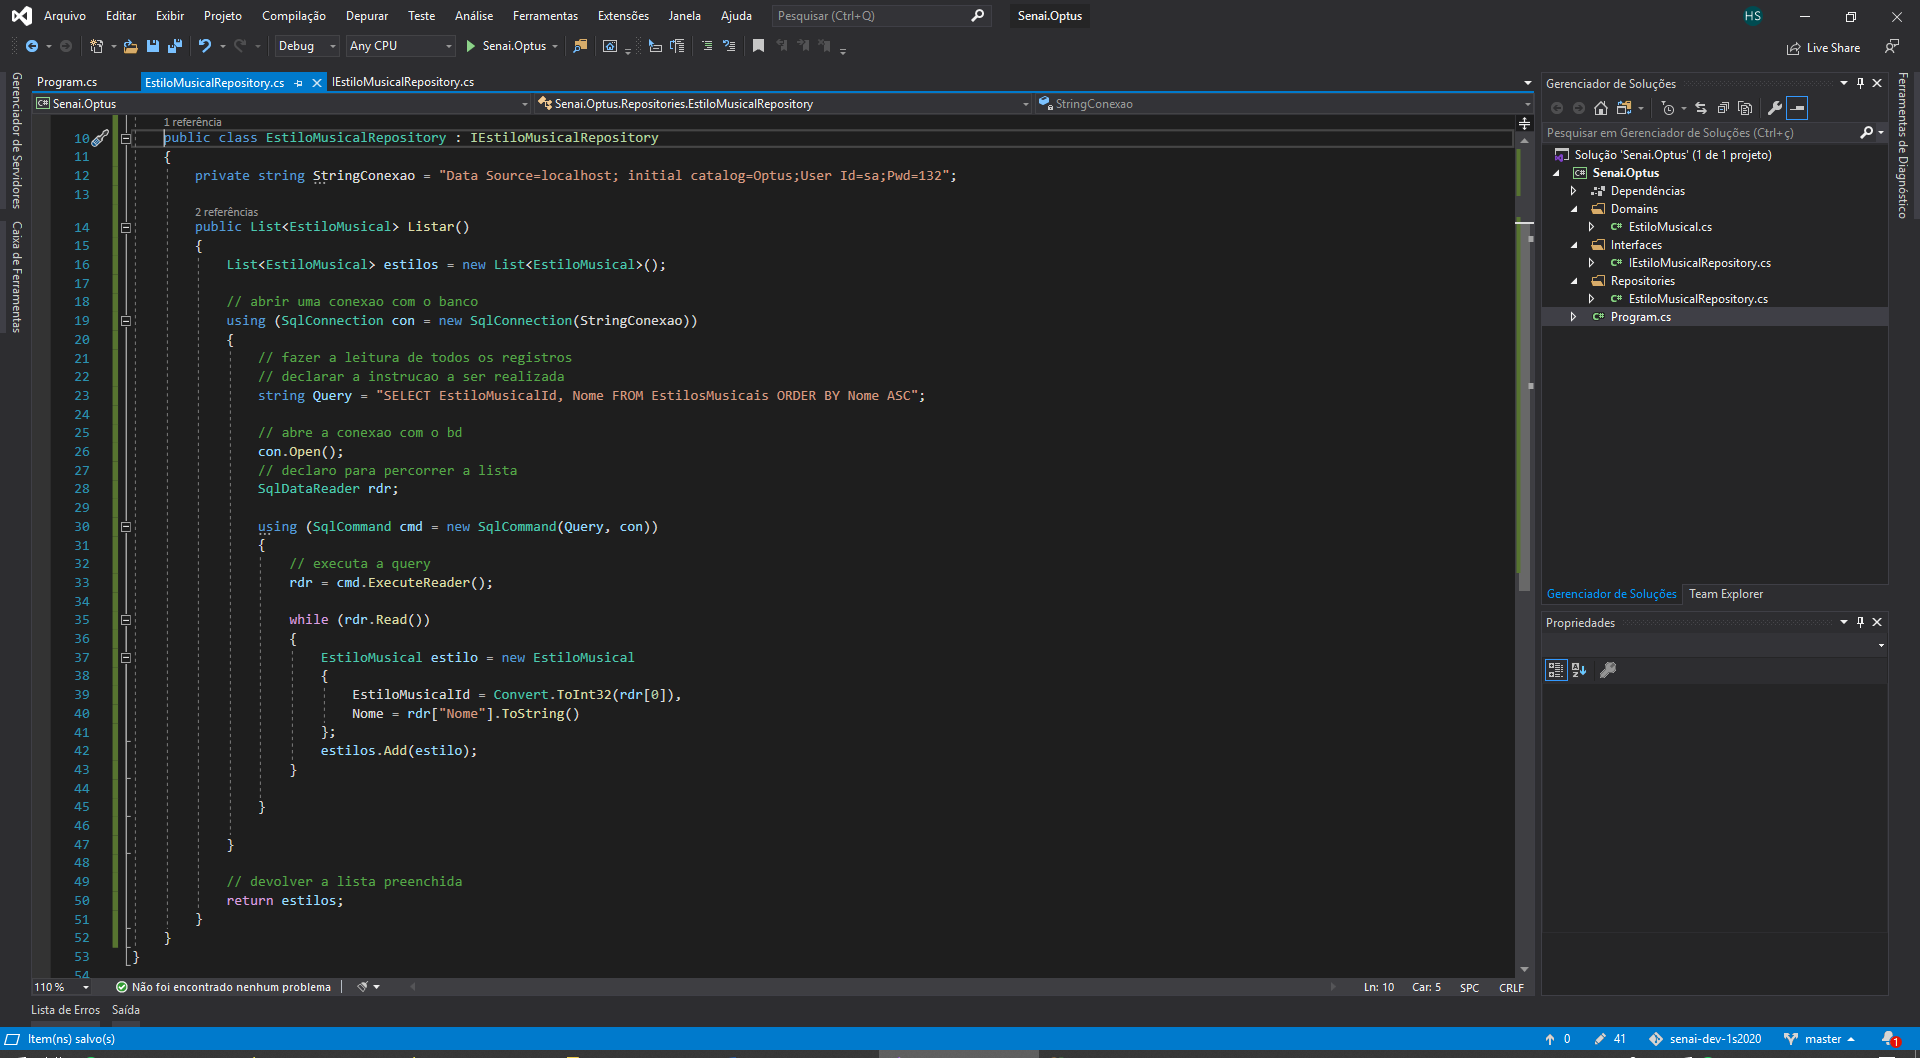 Arquivo Editar Exibir Projeto Compilação Depurar Teste Análise Ferramentas Extensões Janela Ajuda Pesquisar (Ctrl+Q) Senai.Optus HS
Debug Any CPU Senai.Optus Live Share
Program.cs EstiloMusicalRepository.cs IEstiloMusicalRepository.cs
Senai.Optus Senai.Optus.Repositories.EstiloMusicalRepository StringConexao
1 referência
10 public class EstiloMusicalRepository : IEstiloMusicalRepository
11 {
12 private string StringConexao = "Data Source=localhost; initial catalog=Optus;User Id=sa;Pwd=132";
13
2 referências
14 public List<EstiloMusical> Listar()
15 {
16 List<EstiloMusical> estilos = new List<EstiloMusical>();
17
18 // abrir uma conexao com o banco
19 using (SqlConnection con = new SqlConnection(StringConexao))
20 {
21 // fazer a leitura de todos os registros
22 // declarar a instrucao a ser realizada
23 string Query = "SELECT EstiloMusicalId, Nome FROM EstilosMusicais ORDER BY Nome ASC";
24
25 // abre a conexao com o bd
26 con.Open();
27 // declaro para percorrer a lista
28 SqlDataReader rdr;
29
30 using (SqlCommand cmd = new SqlCommand(Query, con))
31 {
32 // executa a query
33 rdr = cmd.ExecuteReader();
34
35 while (rdr.Read())
36 {
37 EstiloMusical estilo = new EstiloMusical
38 {
39 EstiloMusicalId = Convert.ToInt32(rdr[0]),
40 Nome = rdr["Nome"].ToString()
41 };
42 estilos.Add(estilo);
43 }
44
45 }
46
47 }
48
49 // devolver a lista preenchida
50 return estilos;
51 }
52 }
53 }
54
110 % Não foi encontrado nenhum problema Ln: 10 Car: 5 SPC CRLF
Lista de Erros Saída
Item(ns) salvo(s) 0 41 senai-dev-1s2020 master 1
Gerenciador de Servidores
Caixa de Ferramentas
Gerenciador de Soluções
Pesquisar em Gerenciador de Soluções (Ctrl+ç)
Solução 'Senai.Optus' (1 de 1 projeto)
C# Senai.Optus
Dependências
Domains
C# EstiloMusical.cs
Interfaces
C# IEstiloMusicalRepository.cs
Repositories
C# EstiloMusicalRepository.cs
C# Program.cs
Gerenciador de Soluções Team Explorer
Propriedades
Ferramentas de Diagnóstico